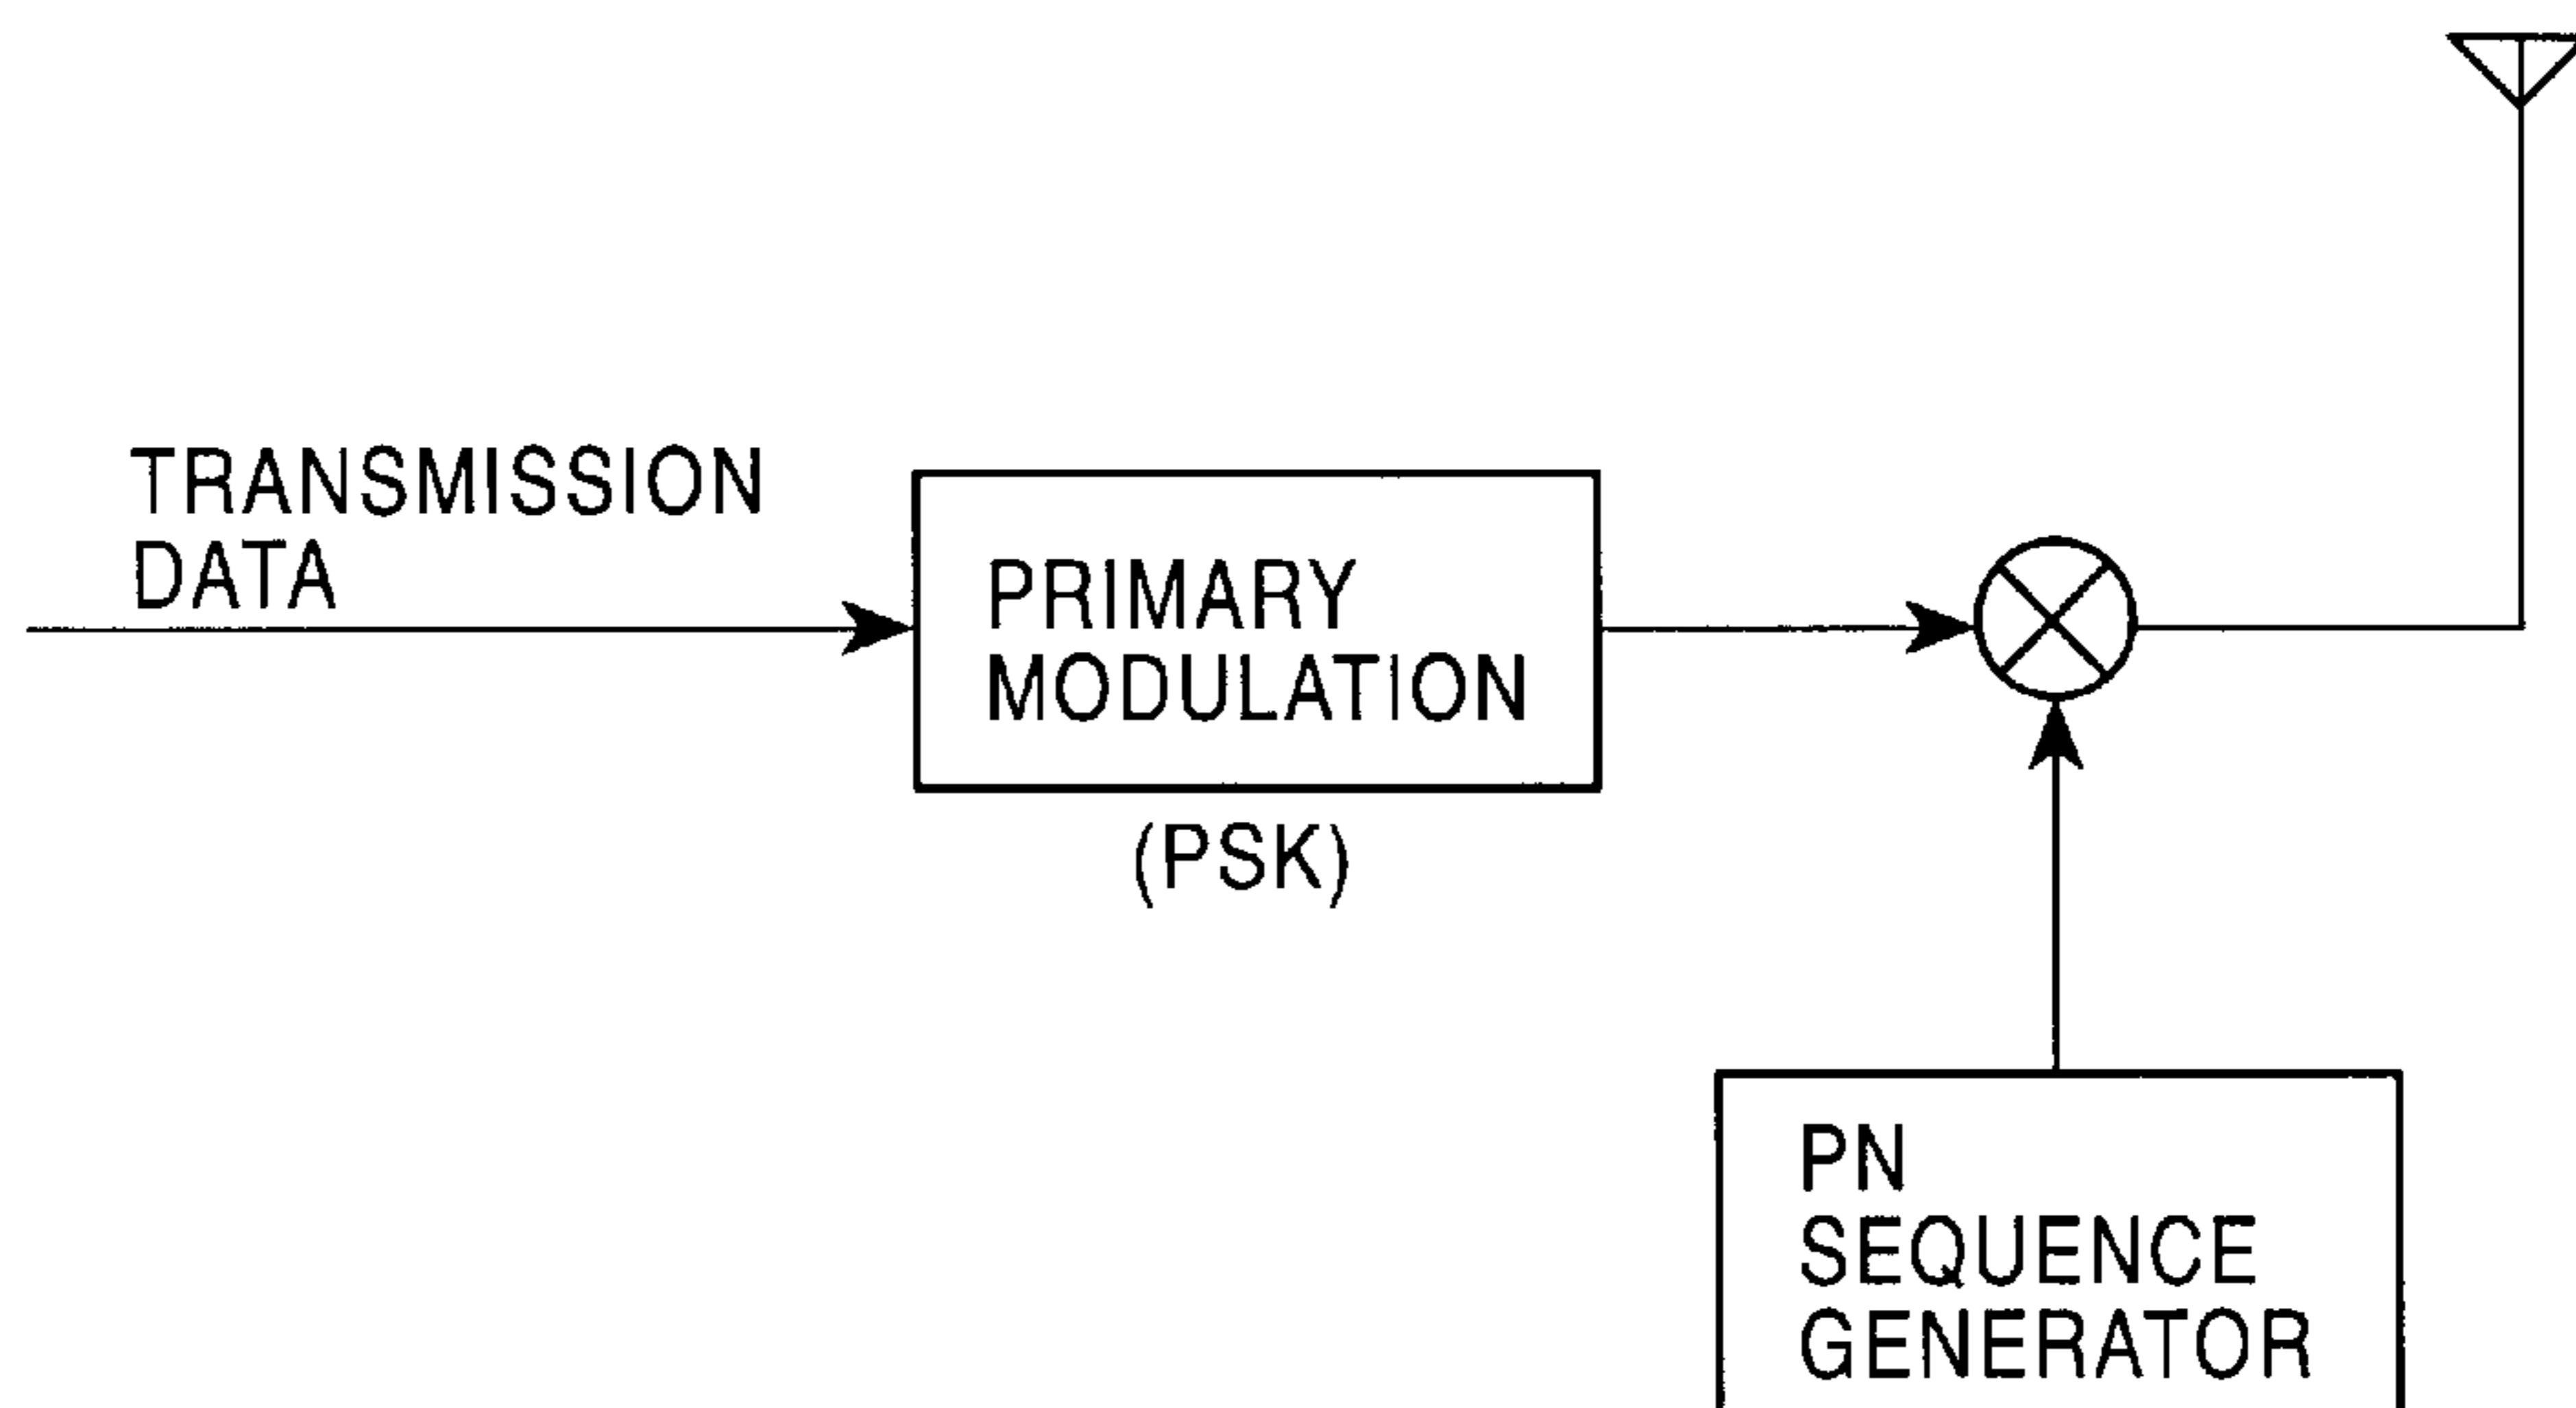 TRANSMISSION
DATA
PRIMARY
MODULATION
(PSK)
PN
SEQUENCE
GENERATOR